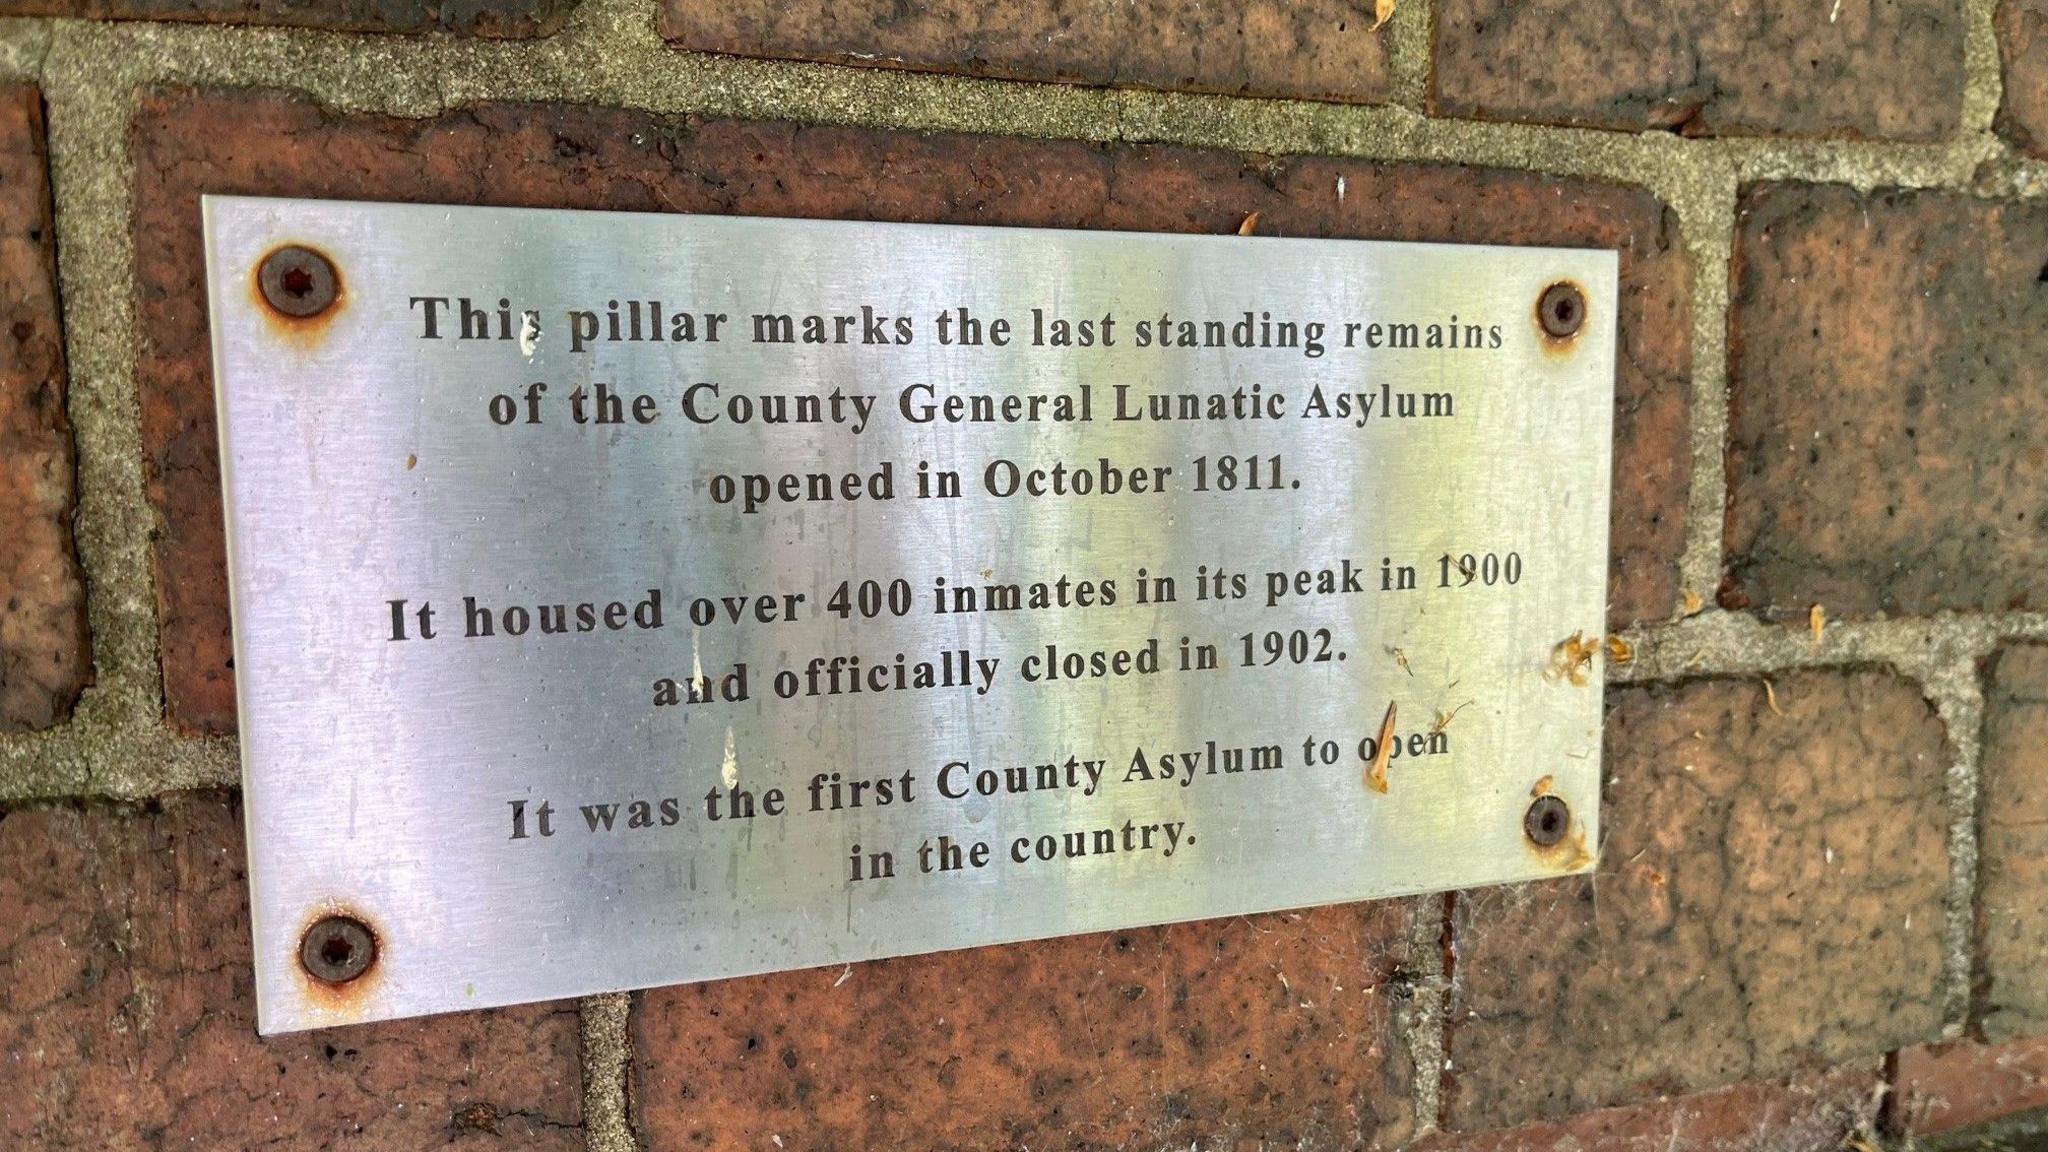 This pillar marks the last standing remains
of the County General Lunatic Asylum
opened in October 1811.
It housed over 400 inmates in its peak in 1900
and officially closed in 1902.
It was the first County Asylum to open
in the country.